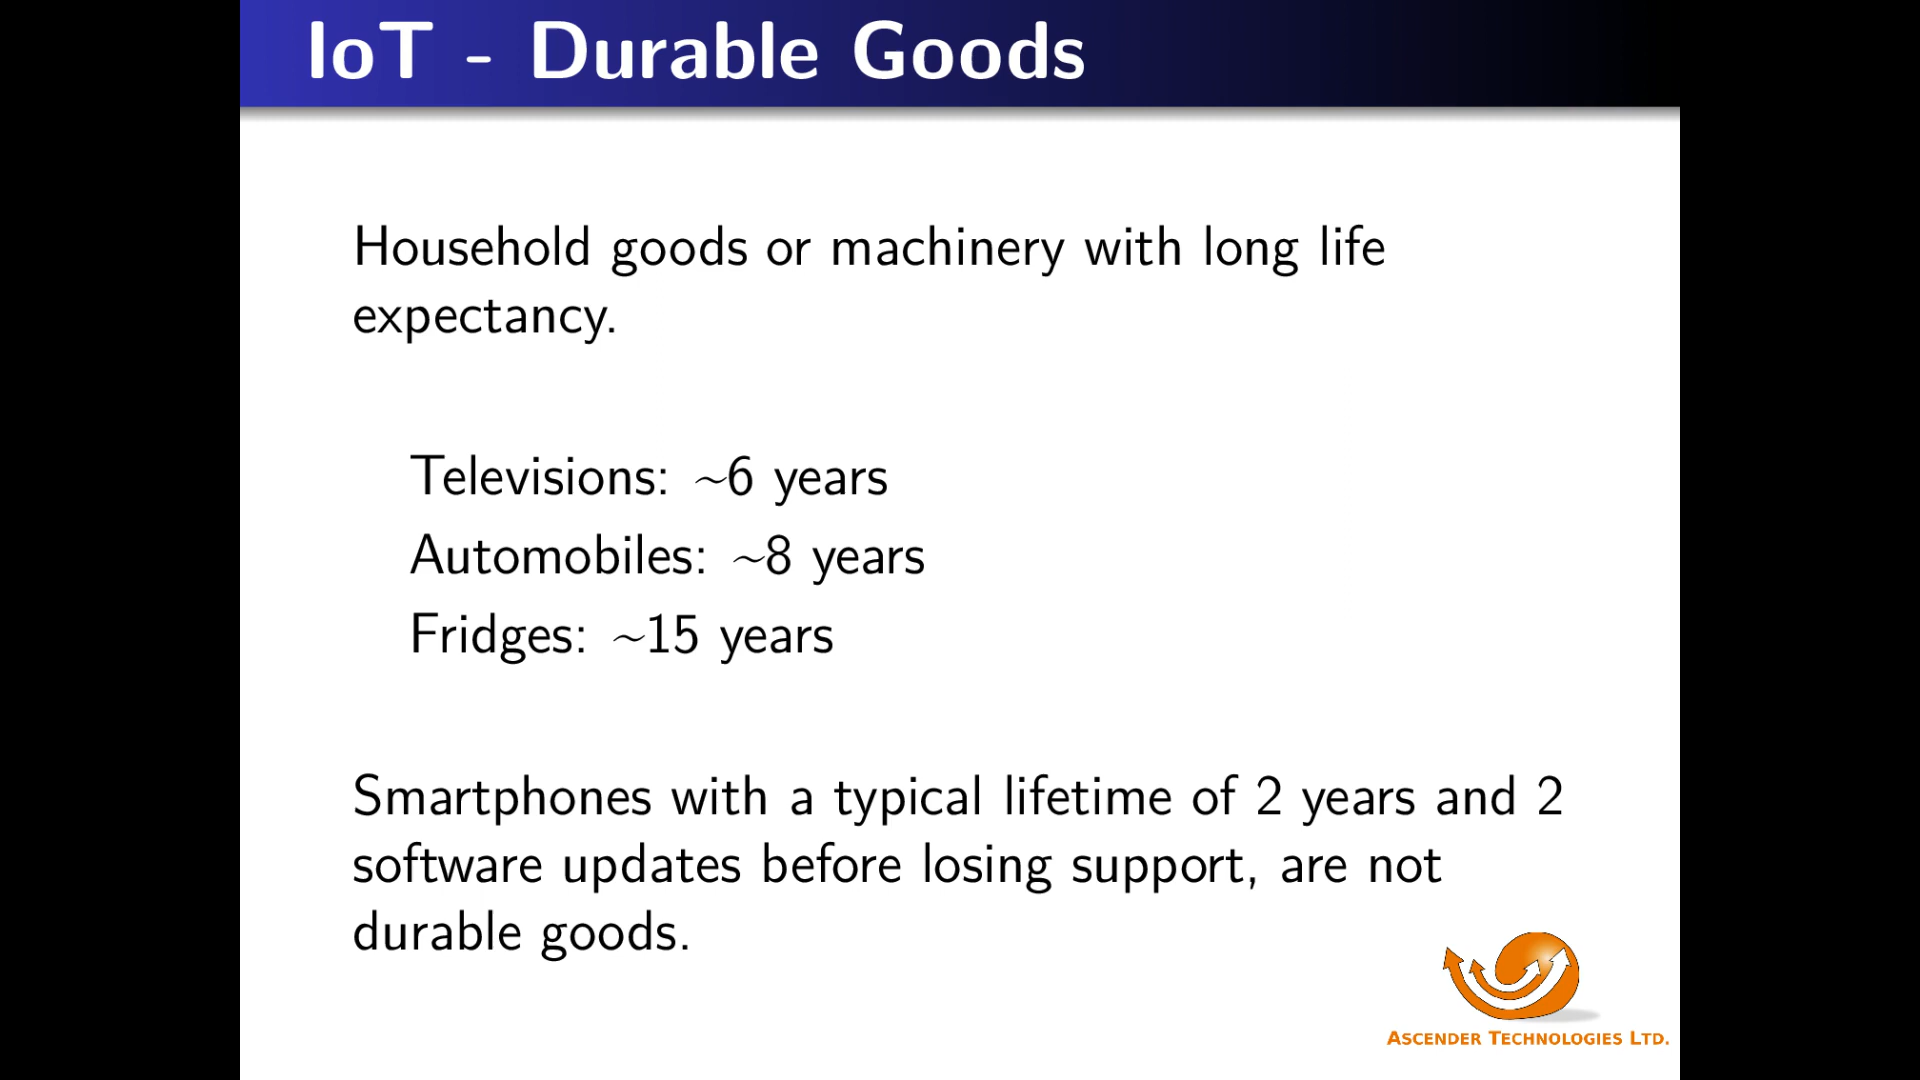 IoT - Durable Goods
Household goods or machinery with long life
expectancy.
Televisions: ~6 years
Automobiles: ~8 years
Fridges: ~15 years
Smartphones with a typical lifetime of 2 years and 2
software updates before losing support, are not
durable goods.
ASCENDER TECHNOLOGIES LTD.